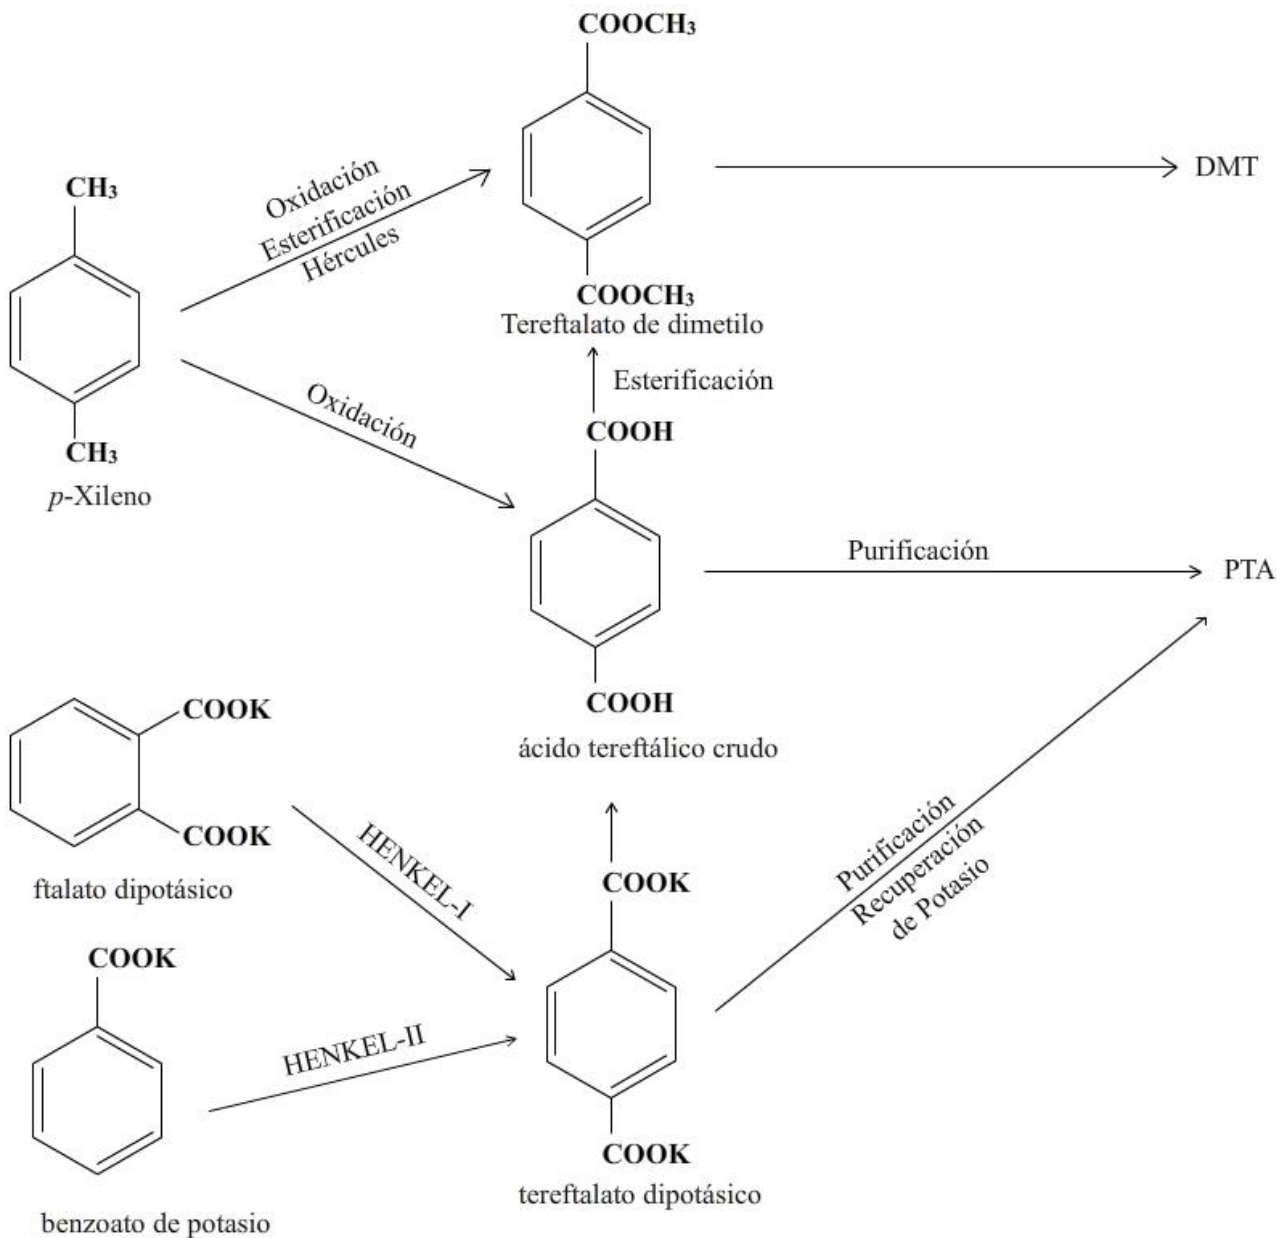 COOCH₃
DMT
CH₃
Oxidación
Esterificación
Hércules
COOCH₃
Tereftalato de dimetilo
Esterificación
Oxidación
COOH
CH₃
p-Xileno
Purificación
PTA
COOH
ácido tereftálico crudo
COOK
COOK
ftalato dipotásico
HENKEL-I
Purificación
Recuperación
de Potasio
COOK
COOK
HENKEL-II
COOK
tereftalato dipotásico
benzoato de potasio